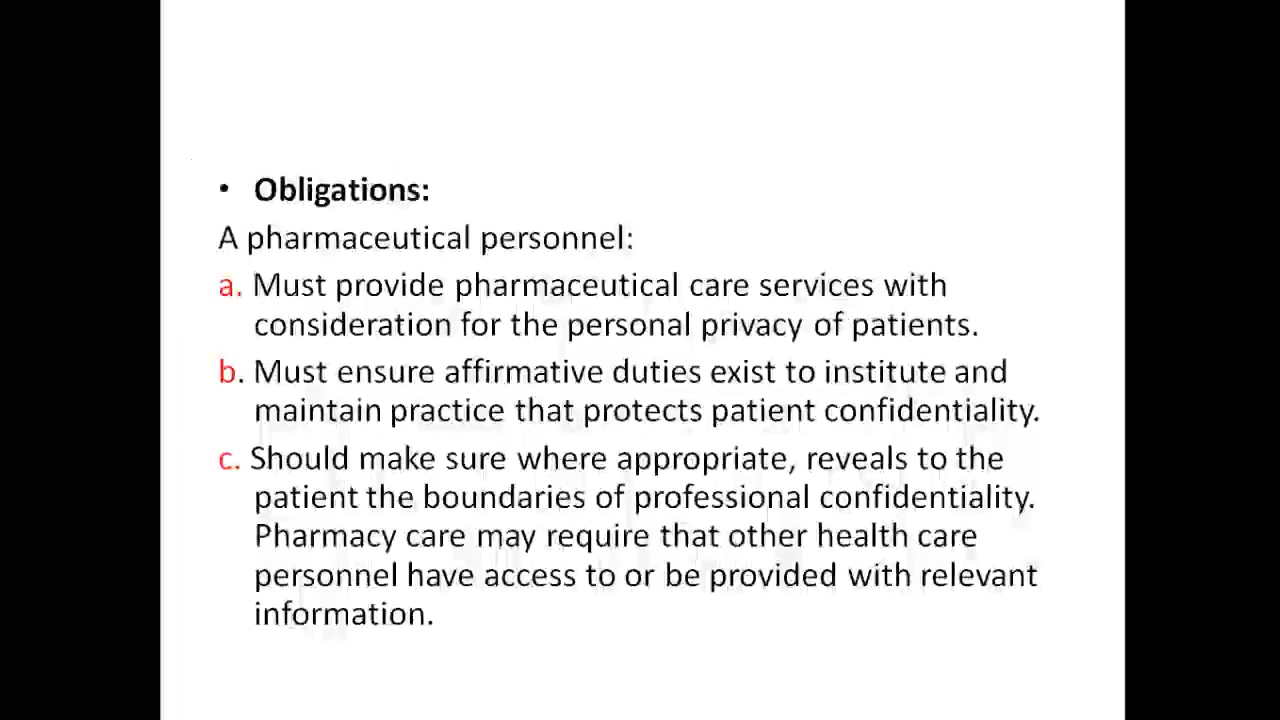 • Obligations:
A pharmaceutical personnel:
a. Must provide pharmaceutical care services with
consideration for the personal privacy of patients.
b. Must ensure affirmative duties exist to institute and
maintain practice that protects patient confidentiality.
c. Should make sure where appropriate, reveals to the
patient the boundaries of professional confidentiality.
Pharmacy care may require that other health care
personnel have access to or be provided with relevant
information.